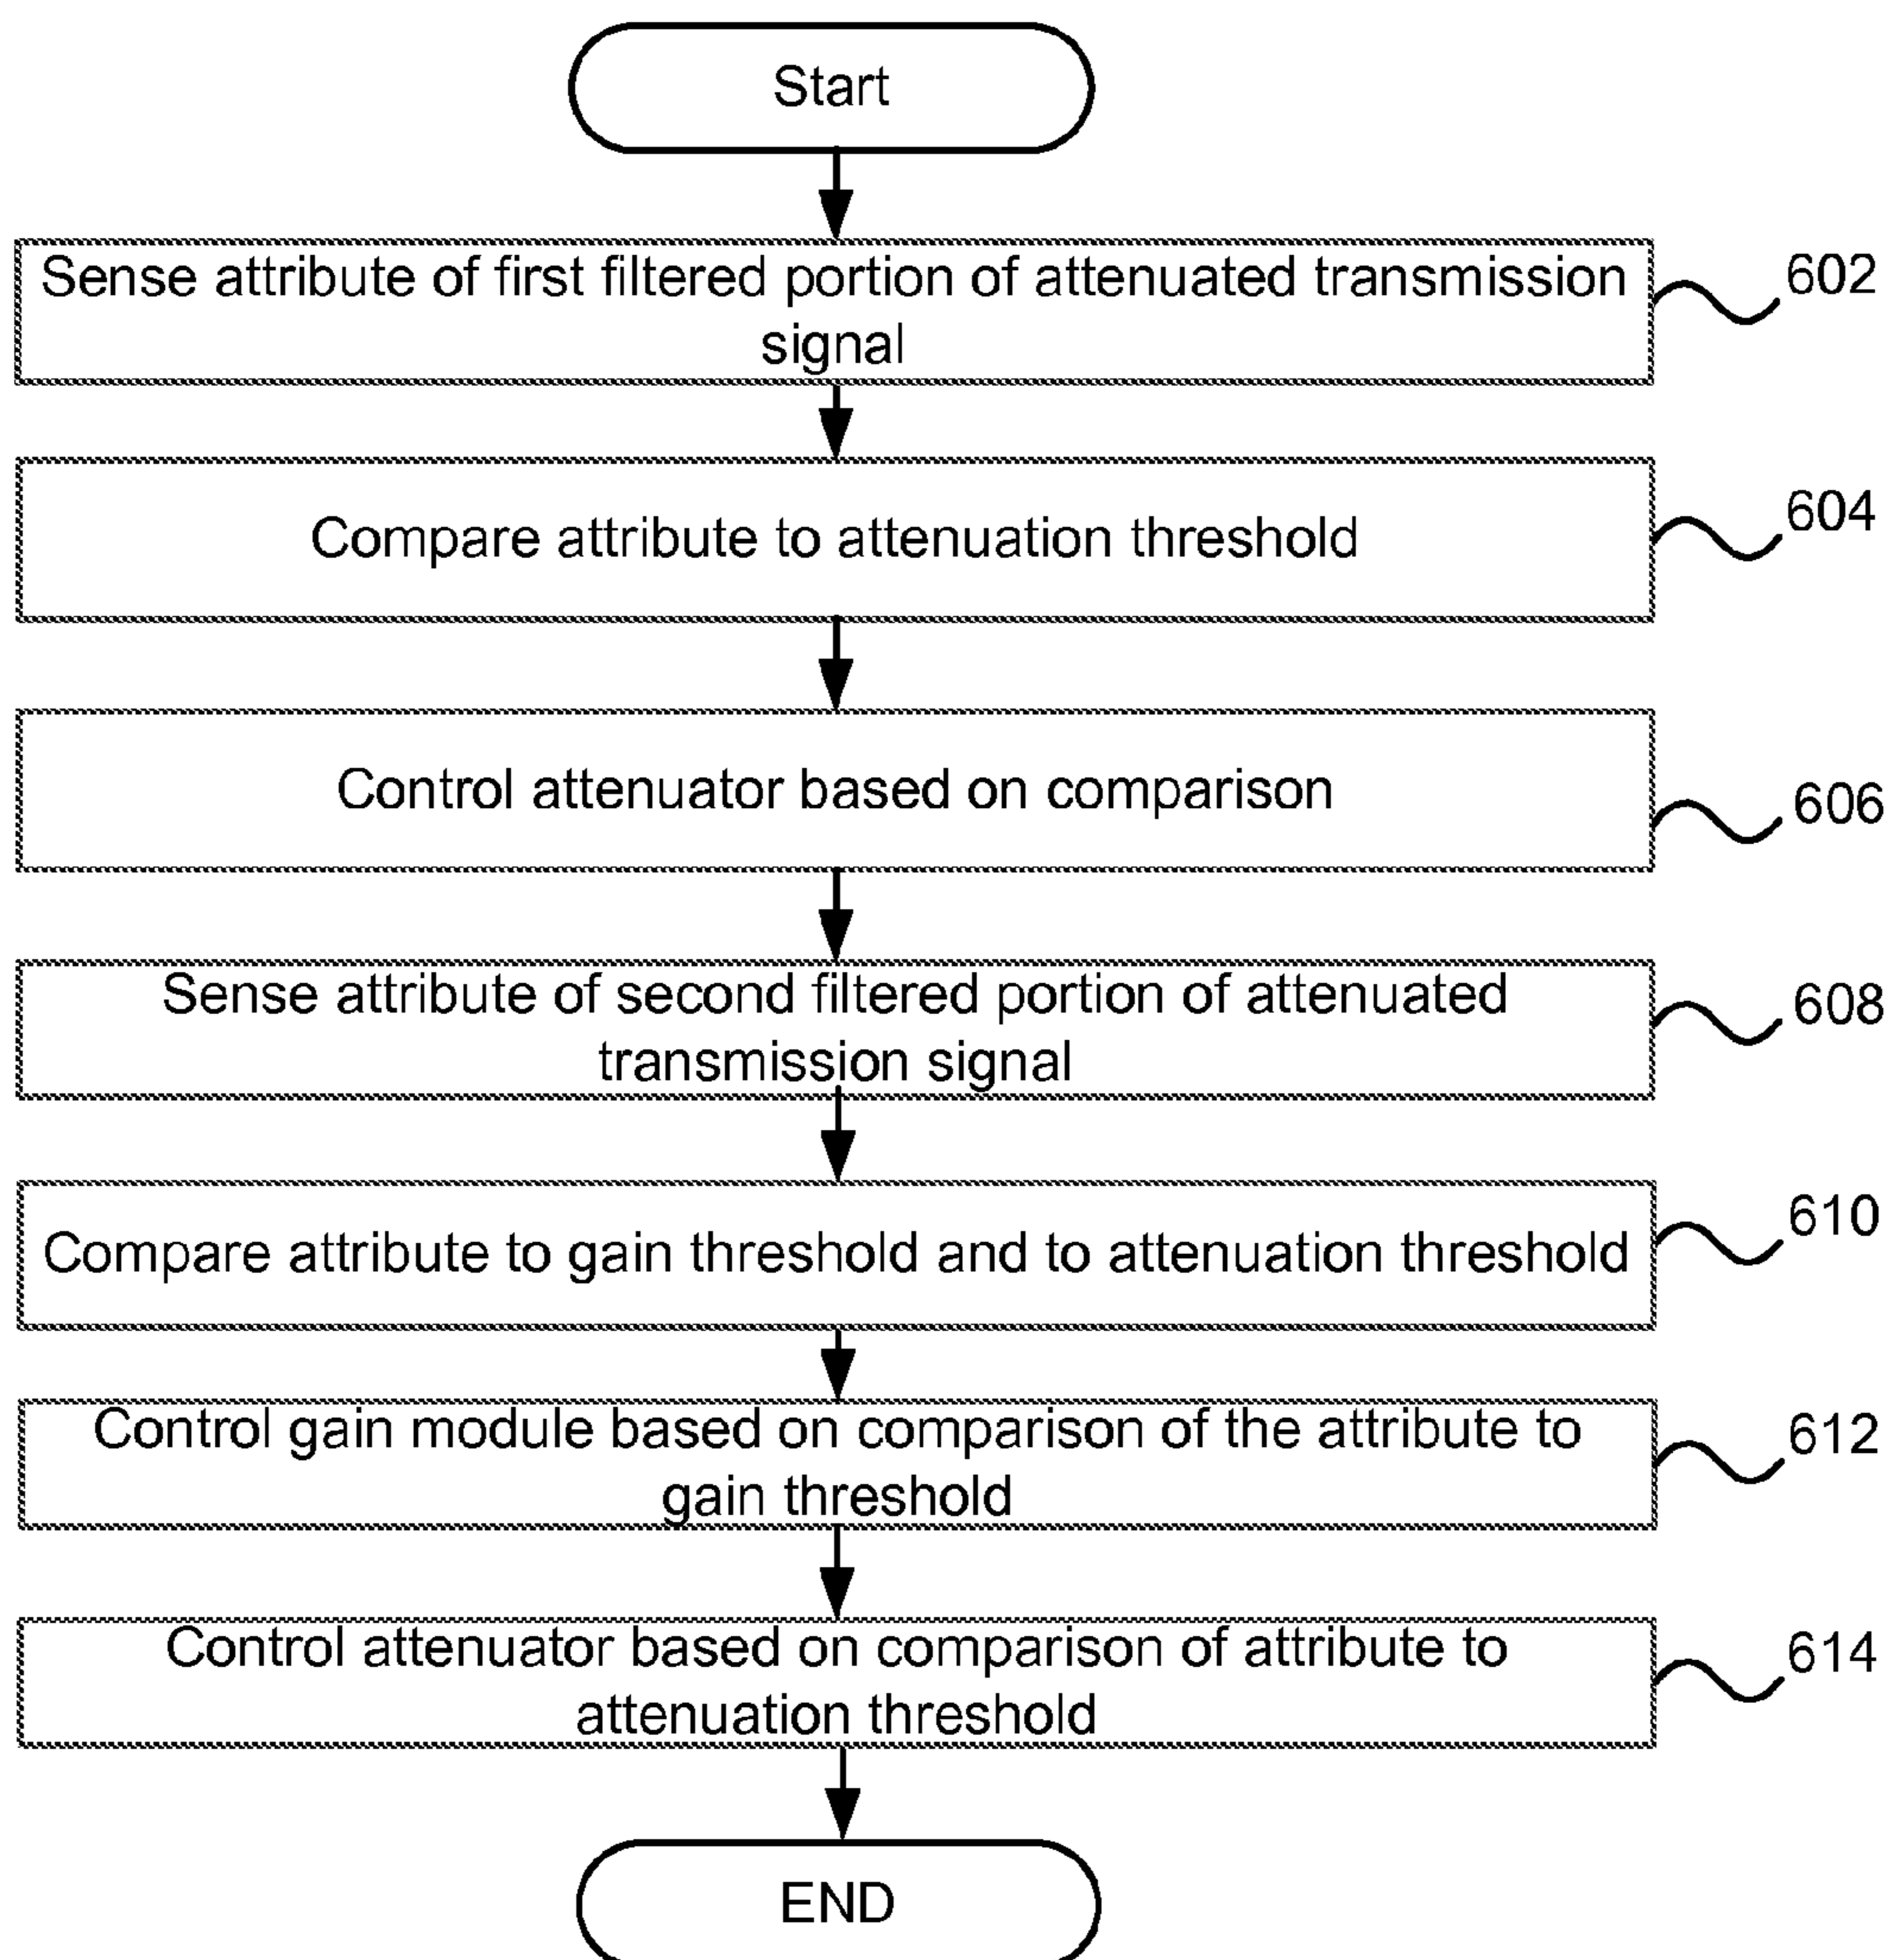 Start
Sense attribute of first filtered portion of attenuated transmission
signal
602
Compare attribute to attenuation threshold
604
Control attenuator based on comparison
606
Sense attribute of second filtered portion of attenuated
transmission signal
608
Compare attribute to gain threshold and to attenuation threshold
610
Control gain module based on comparison of the attribute to
gain threshold
612
Control attenuator based on comparison of attribute to
attenuation threshold
614
END